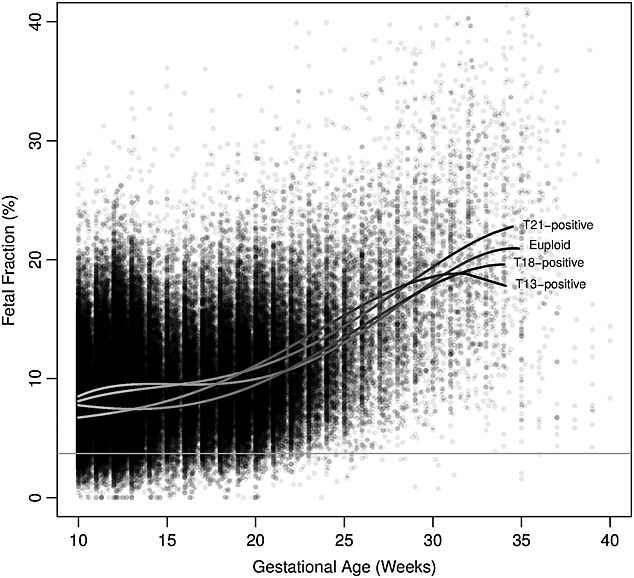 40
30
20
10
0
Fetal Fraction (%)
T21-positive
Euploid
T18-positive
T13-positive
10 15 20 25 30 35 40
Gestational Age (Weeks)